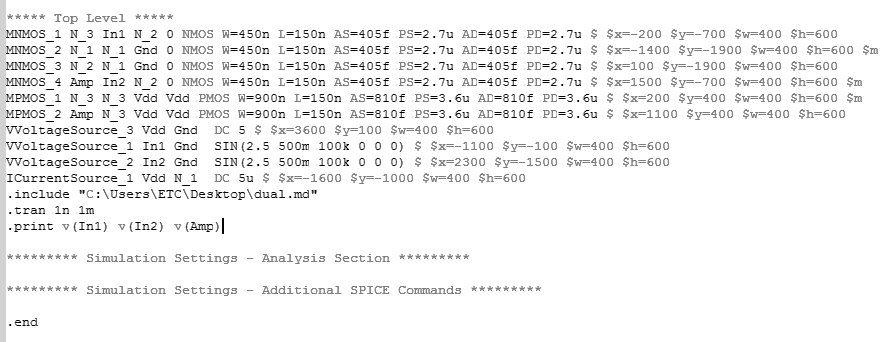 ***** Top Level *****
MNMOS_1 N_3 In1 N_2 0 NMOS W=450n L=150n AS=405f PS=2.7u AD=405f PD=2.7u $ $x=-200 $y=-700 $w=400 $h=600
MNMOS_2 N_1 N_1 Gnd 0 NMOS W=450n L=150n AS=405f PS=2.7u AD=405f PD=2.7u $ $x=-1400 $y=-1900 $w=400 $h=600 $m
MNMOS_3 N_2 N_1 Gnd 0 NMOS W=450n L=150n AS=405f PS=2.7u AD=405f PD=2.7u $ $x=100 $y=-1900 $w=400 $h=600
MNMOS_4 Amp In2 N_2 0 NMOS W=450n L=150n AS=405f PS=2.7u AD=405f PD=2.7u $ $x=1500 $y=-700 $w=400 $h=600 $m
MPMOS_1 N_3 N_3 Vdd Vdd PMOS W=900n L=150n AS=810f PS=3.6u AD=810f PD=3.6u $ $x=200 $y=400 $w=400 $h=600 $m
MPMOS_2 Amp N_3 Vdd Vdd PMOS W=900n L=150n AS=810f PS=3.6u AD=810f PD=3.6u $ $x=1100 $y=400 $w=400 $h=600
VVoltageSource_3 Vdd Gnd  DC 5 $ $x=3600 $y=100 $w=400 $h=600
VVoltageSource_1 In1 Gnd  SIN(2.5 500m 100k 0 0 0) $ $x=-1100 $y=-100 $w=400 $h=600
VVoltageSource_2 In2 Gnd  SIN(2.5 500m 100k 0 0 0) $ $x=2300 $y=-1500 $w=400 $h=600
ICurrentSource_1 Vdd N_1  DC 5u $ $x=-1600 $y=-1000 $w=400 $h=600
.include "C:\Users\ETC\Desktop\dual.md"
.tran 1n 1m
.print v(In1) v(In2) v(Amp)
********* Simulation Settings - Analysis Section *********
********* Simulation Settings - Additional SPICE Commands *********
.end